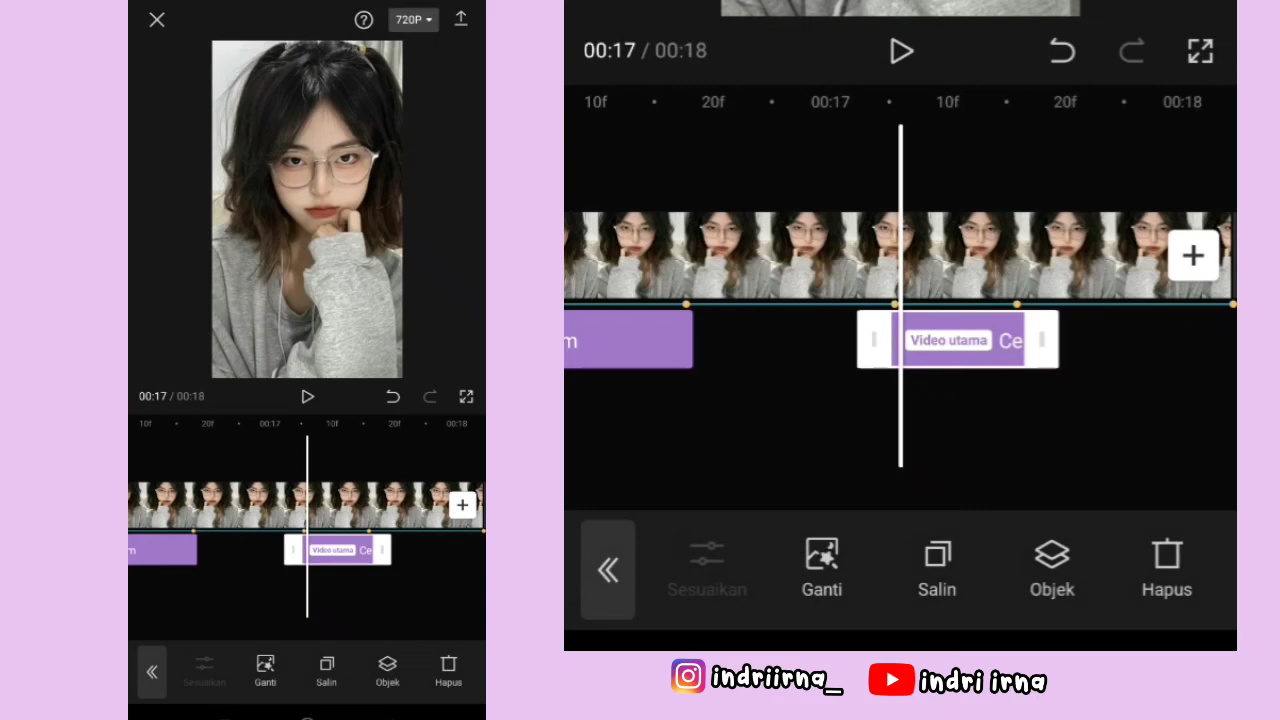 720P
00:17 / 00:18
10f 20f 00:17 10f 20f 00:18
m Video utama Ce
Sesuaikan Ganti Salin Objek Hapus
00:17 / 00:18
10f 20f 00:17 10f 20f 00:18
m Video utama Ce
Sesuaikan Ganti Salin Objek Hapus
indriirna_ indri irna